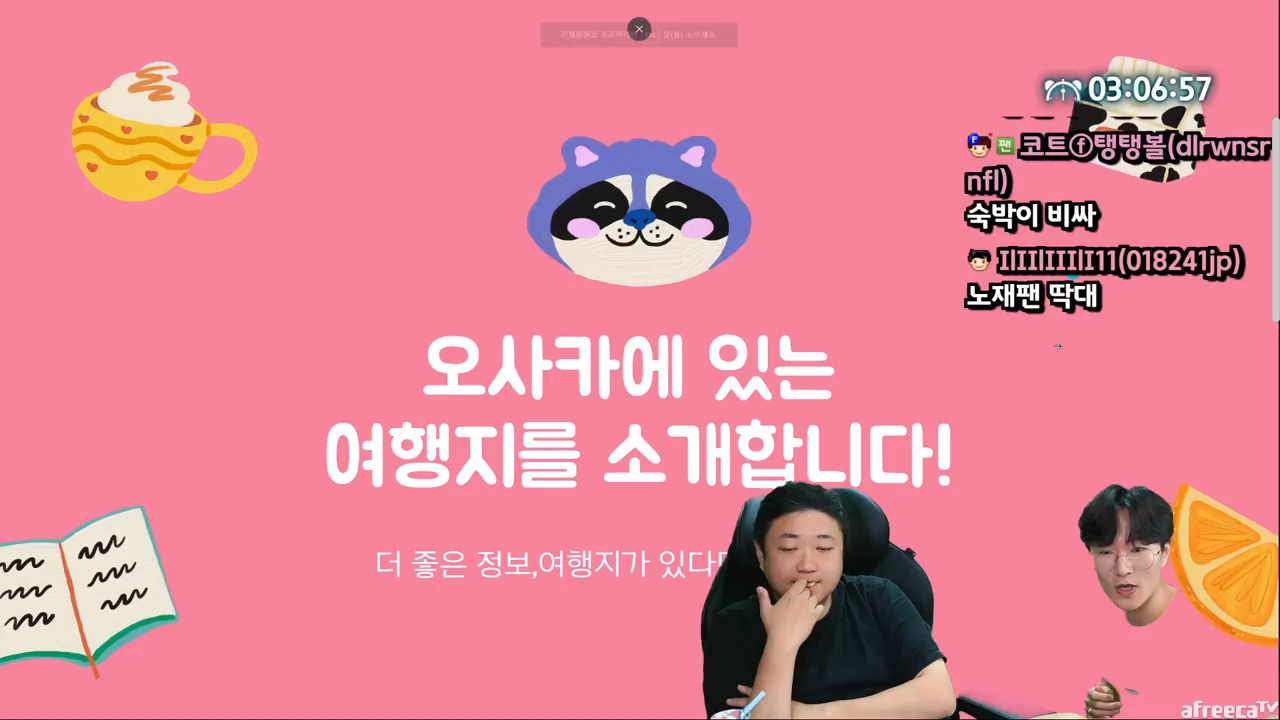 03:06:57
F 팬 코트ⓕ탱탱볼(dlrwnsr
nfl)
숙박이 비싸
IlIIlIIIlI11(018241jp)
노재팬 딱대
오사카에 있는
여행지를 소개합니다!
더 좋은 정보,여행지가 있다
afreecaTV